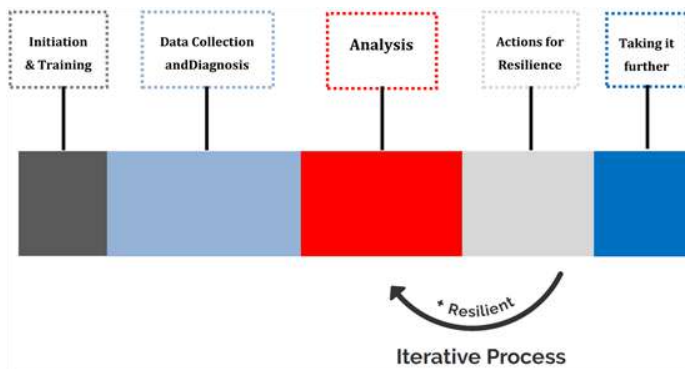 Initiation
& Training
Data Collection
andDiagnosis
Analysis
Actions for
Resilience
Taking it
further
+ Resilient
Iterative Process